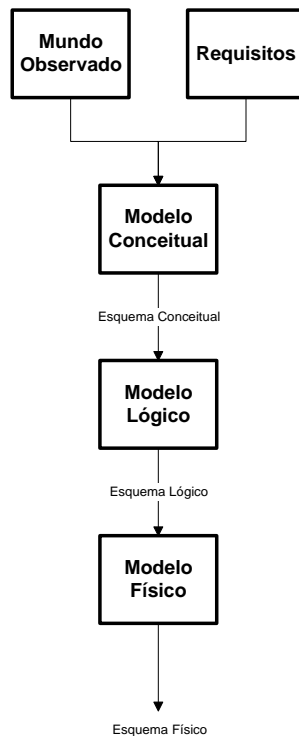 Mundo
Observado
Requisitos
Modelo
Conceitual
Esquema Conceitual
Modelo
Lógico
Esquema Lógico
Modelo
Físico
Esquema Físico